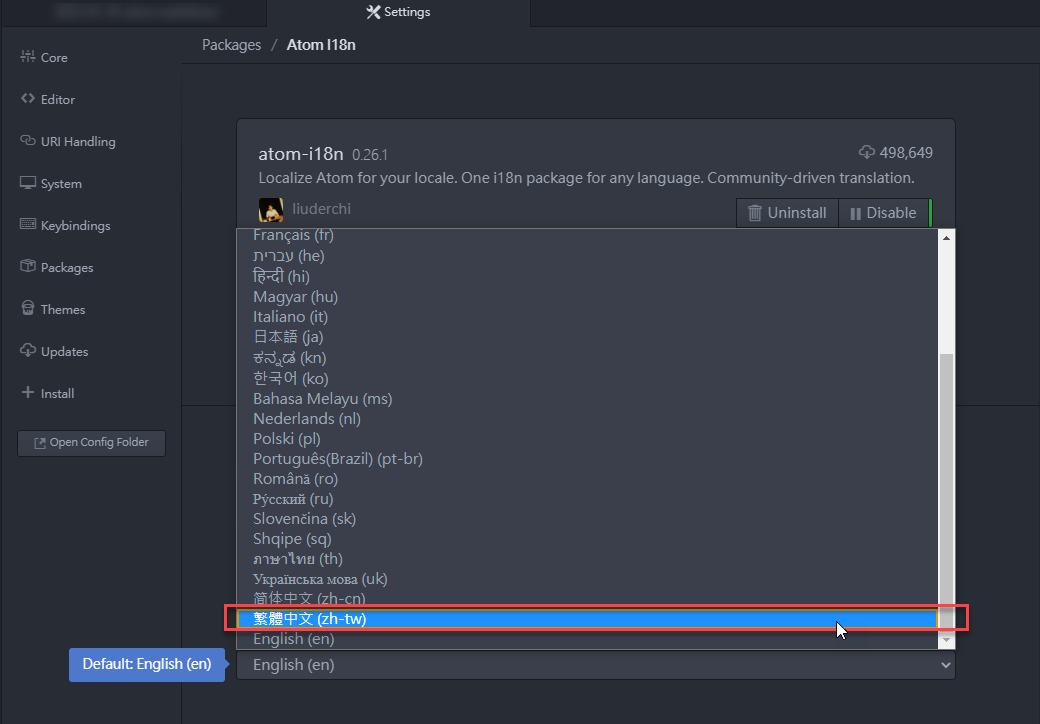 Settings
Packages / Atom I18n
Core
Editor
URI Handling
System
Keybindings
Packages
Themes
Updates
Install
Open Config Folder
atom-i18n 0.26.1 498,649
Localize Atom for your locale. One i18n package for any language. Community-driven translation.
liuderchi
Uninstall Disable
Français (fr)
עברית (he)
हिन्दी (hi)
Magyar (hu)
Italiano (it)
日本語 (ja)
ಕನ್ನಡ (kn)
한국어 (ko)
Bahasa Melayu (ms)
Nederlands (nl)
Polski (pl)
Português(Brazil) (pt-br)
Română (ro)
Ру́сский (ru)
Slovenčina (sk)
Shqipe (sq)
ภาษาไทย (th)
Українська мова (uk)
简体中文 (zh-cn)
繁體中文 (zh-tw)
English (en)
Default: English (en)
English (en)